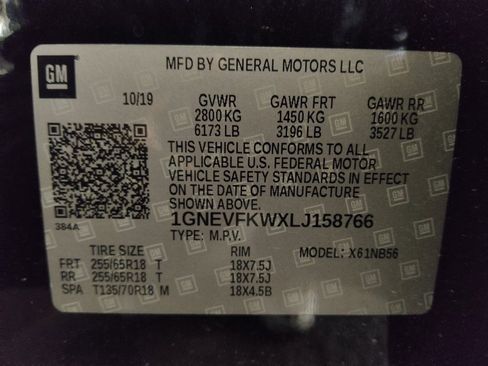 GM
MFD BY GENERAL MOTORS LLC
10/19 GVWR GAWR FRT GAWR RR
2800 KG 1450 KG 1600 KG
6173 LB 3196 LB 3527 LB
THIS VEHICLE CONFORMS TO ALL
APPLICABLE U.S. FEDERAL MOTOR
VEHICLE SAFETY STANDARDS IN EFFECT
ON THE DATE OF MANUFACTURE
SHOWN ABOVE.
384A
1GNEVFKWXLJ158766
TYPE: M.P.V.
TIRE SIZE RIM MODEL: X61NB56
FRT 255/65R18 T 18X7.5J
RR 255/65R18 T 18X7.5J
SPA T135/70R18 M 18X4.5B